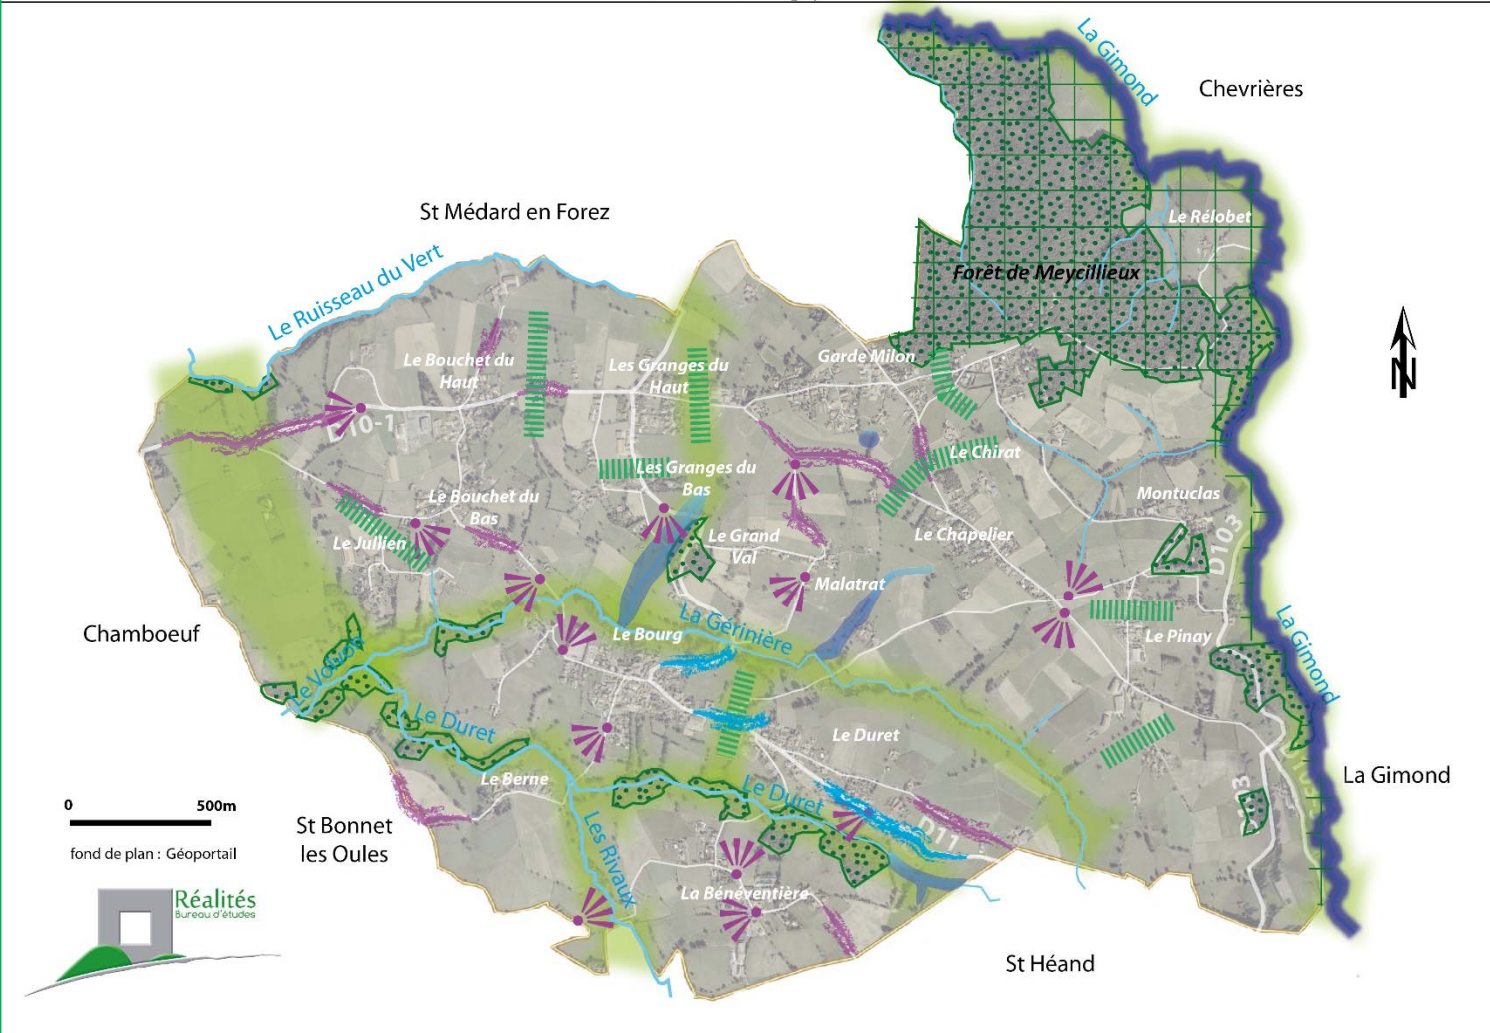 La Gimond
Chevrières
St Médard en Forez
Le Rélobet
Le Ruisseau du Vert
Forêt de Meycillieux
N
Le Bouchet du
Haut
Les Granges du
Haut
Garde Milon
D10-1
Le Chirat
Les Granges du
Bas
Le Bouchet du
Bas
Montuclas
Le Jullien
Le Grand
Val
Le Chapelier
D103
Malatrat
Chamboeuf
Le Bourg
La Gérinière
Le Pinay
La Gimond
Le Volvon
Le Duret
Le Duret
Le Berne
La Gimond
0 500m
Le Duret
St Bonnet
les Oules
D11
fond de plan : Géoportail
Les Rivaux
La Bénéventière
Réalités
Bureau d'études
St Héand